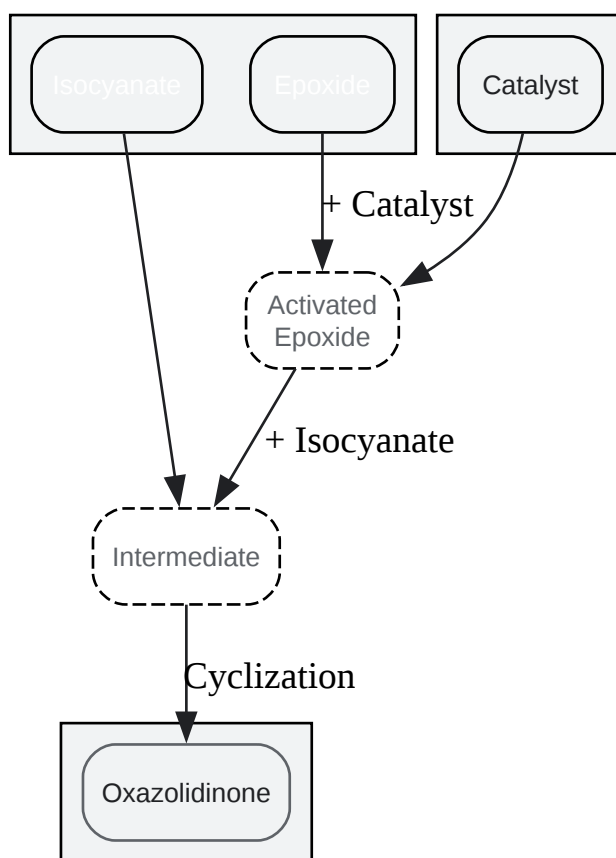 Isocyanate
Epoxide
Catalyst
+ Catalyst
Activated
Epoxide
+ Isocyanate
Intermediate
Cyclization
Oxazolidinone